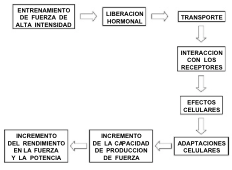 ENTRENAMIENTO
DE FUERZA DE
ALTA INTENSIDAD
LIBERACION
HORMONAL
TRANSPORTE
INTERACCION
CON LOS
RECEPTORES
EFECTOS
CELULARES
ADAPTACIONES
CELULARES
INCREMENTO
DE LA CAPACIDAD
DE PRODUCCION
DE FUERZA
INCREMENTO
DEL RENDIMIENTO
EN LA FUERZA
Y LA POTENCIA